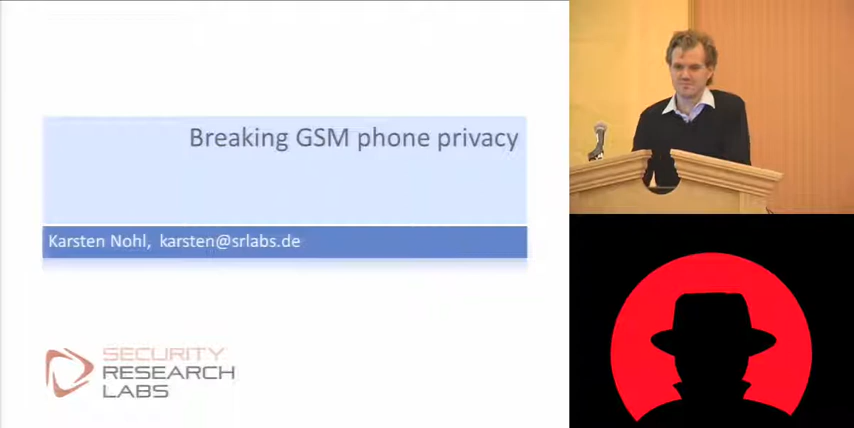 Breaking GSM phone privacy
Karsten Nohl, karsten@srlabs.de
SECURITY
RESEARCH
LABS